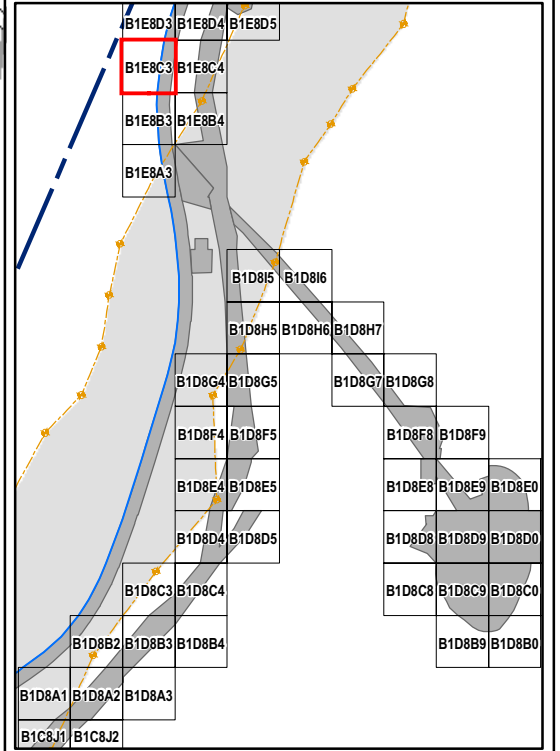 B1E8D3 B1E8D4 B1E8D5
B1E8C3 B1E8C4
B1E8B3 B1E8B4
B1E8A3
B1D8I5 B1D8I6
B1D8H5 B1D8H6 B1D8H7
B1D8G4 B1D8G5 B1D8G7 B1D8G8
B1D8F4 B1D8F5 B1D8F8 B1D8F9
B1D8E4 B1D8E5 B1D8E8 B1D8E9 B1D8E0
B1D8D4 B1D8D5 B1D8D8 B1D8D9 B1D8D0
B1D8C3 B1D8C4 B1D8C8 B1D8C9 B1D8C0
B1D8B2 B1D8B3 B1D8B4 B1D8B9 B1D8B0
B1D8A1 B1D8A2 B1D8A3
B1C8J1 B1C8J2